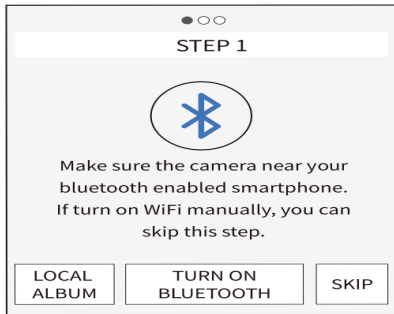 STEP 1
Make sure the camera near your
bluetooth enabled smartphone.
If turn on WiFi manually, you can
skip this step.
LOCAL
ALBUM
TURN ON
BLUETOOTH
SKIP